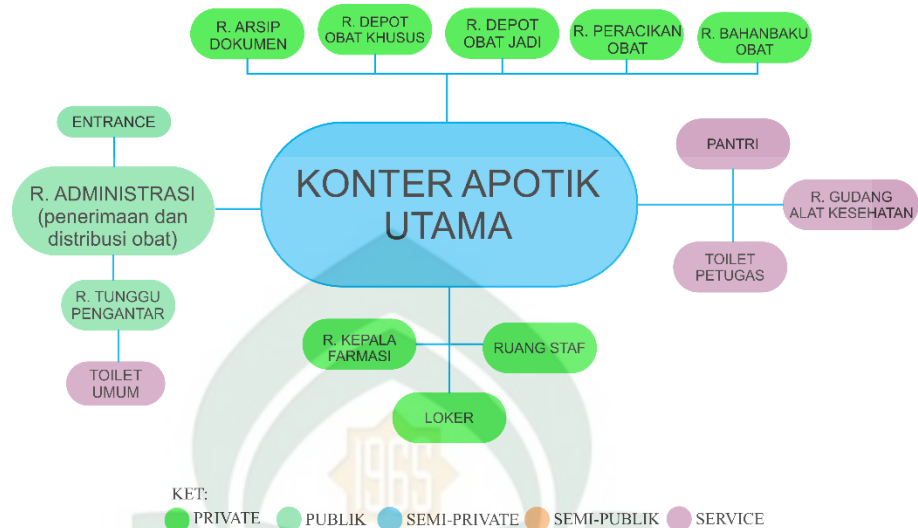 R. ARSIP
DOKUMEN
R. DEPOT
OBAT KHUSUS
R. DEPOT
OBAT JADI
R. PERACIKAN
OBAT
R. BAHANBAKU
OBAT
ENTRANCE
R. ADMINISTRASI
(penerimaan dan
distribusi obat)
R. TUNGGU
PENGANTAR
TOILET
UMUM
KONTER APOTIK
UTAMA
PANTRI
R. GUDANG
ALAT KESEHATAN
TOILET
PETUGAS
R. KEPALA
FARMASI
RUANG STAF
LOKER
1965
KET:
PRIVATE PUBLIK SEMI-PRIVATE SEMI-PUBLIK SERVICE